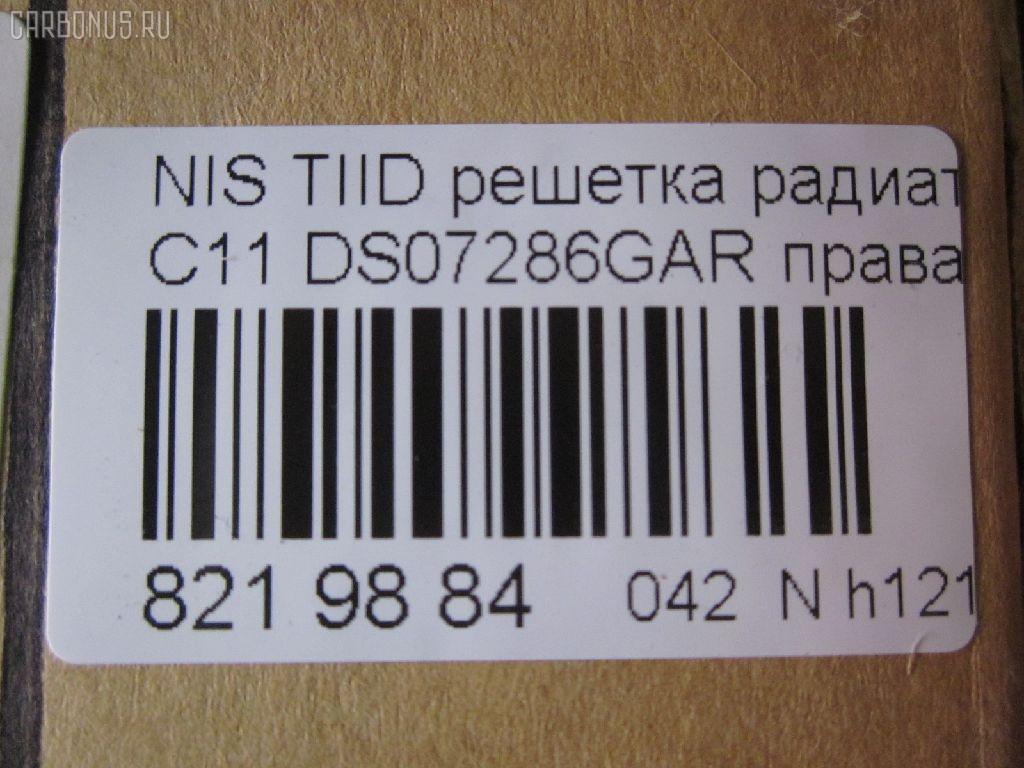 CARBONUS.RU
NIS TIID решетка радиат
C11 DS07286GAR права
821 98 84 042 N h121